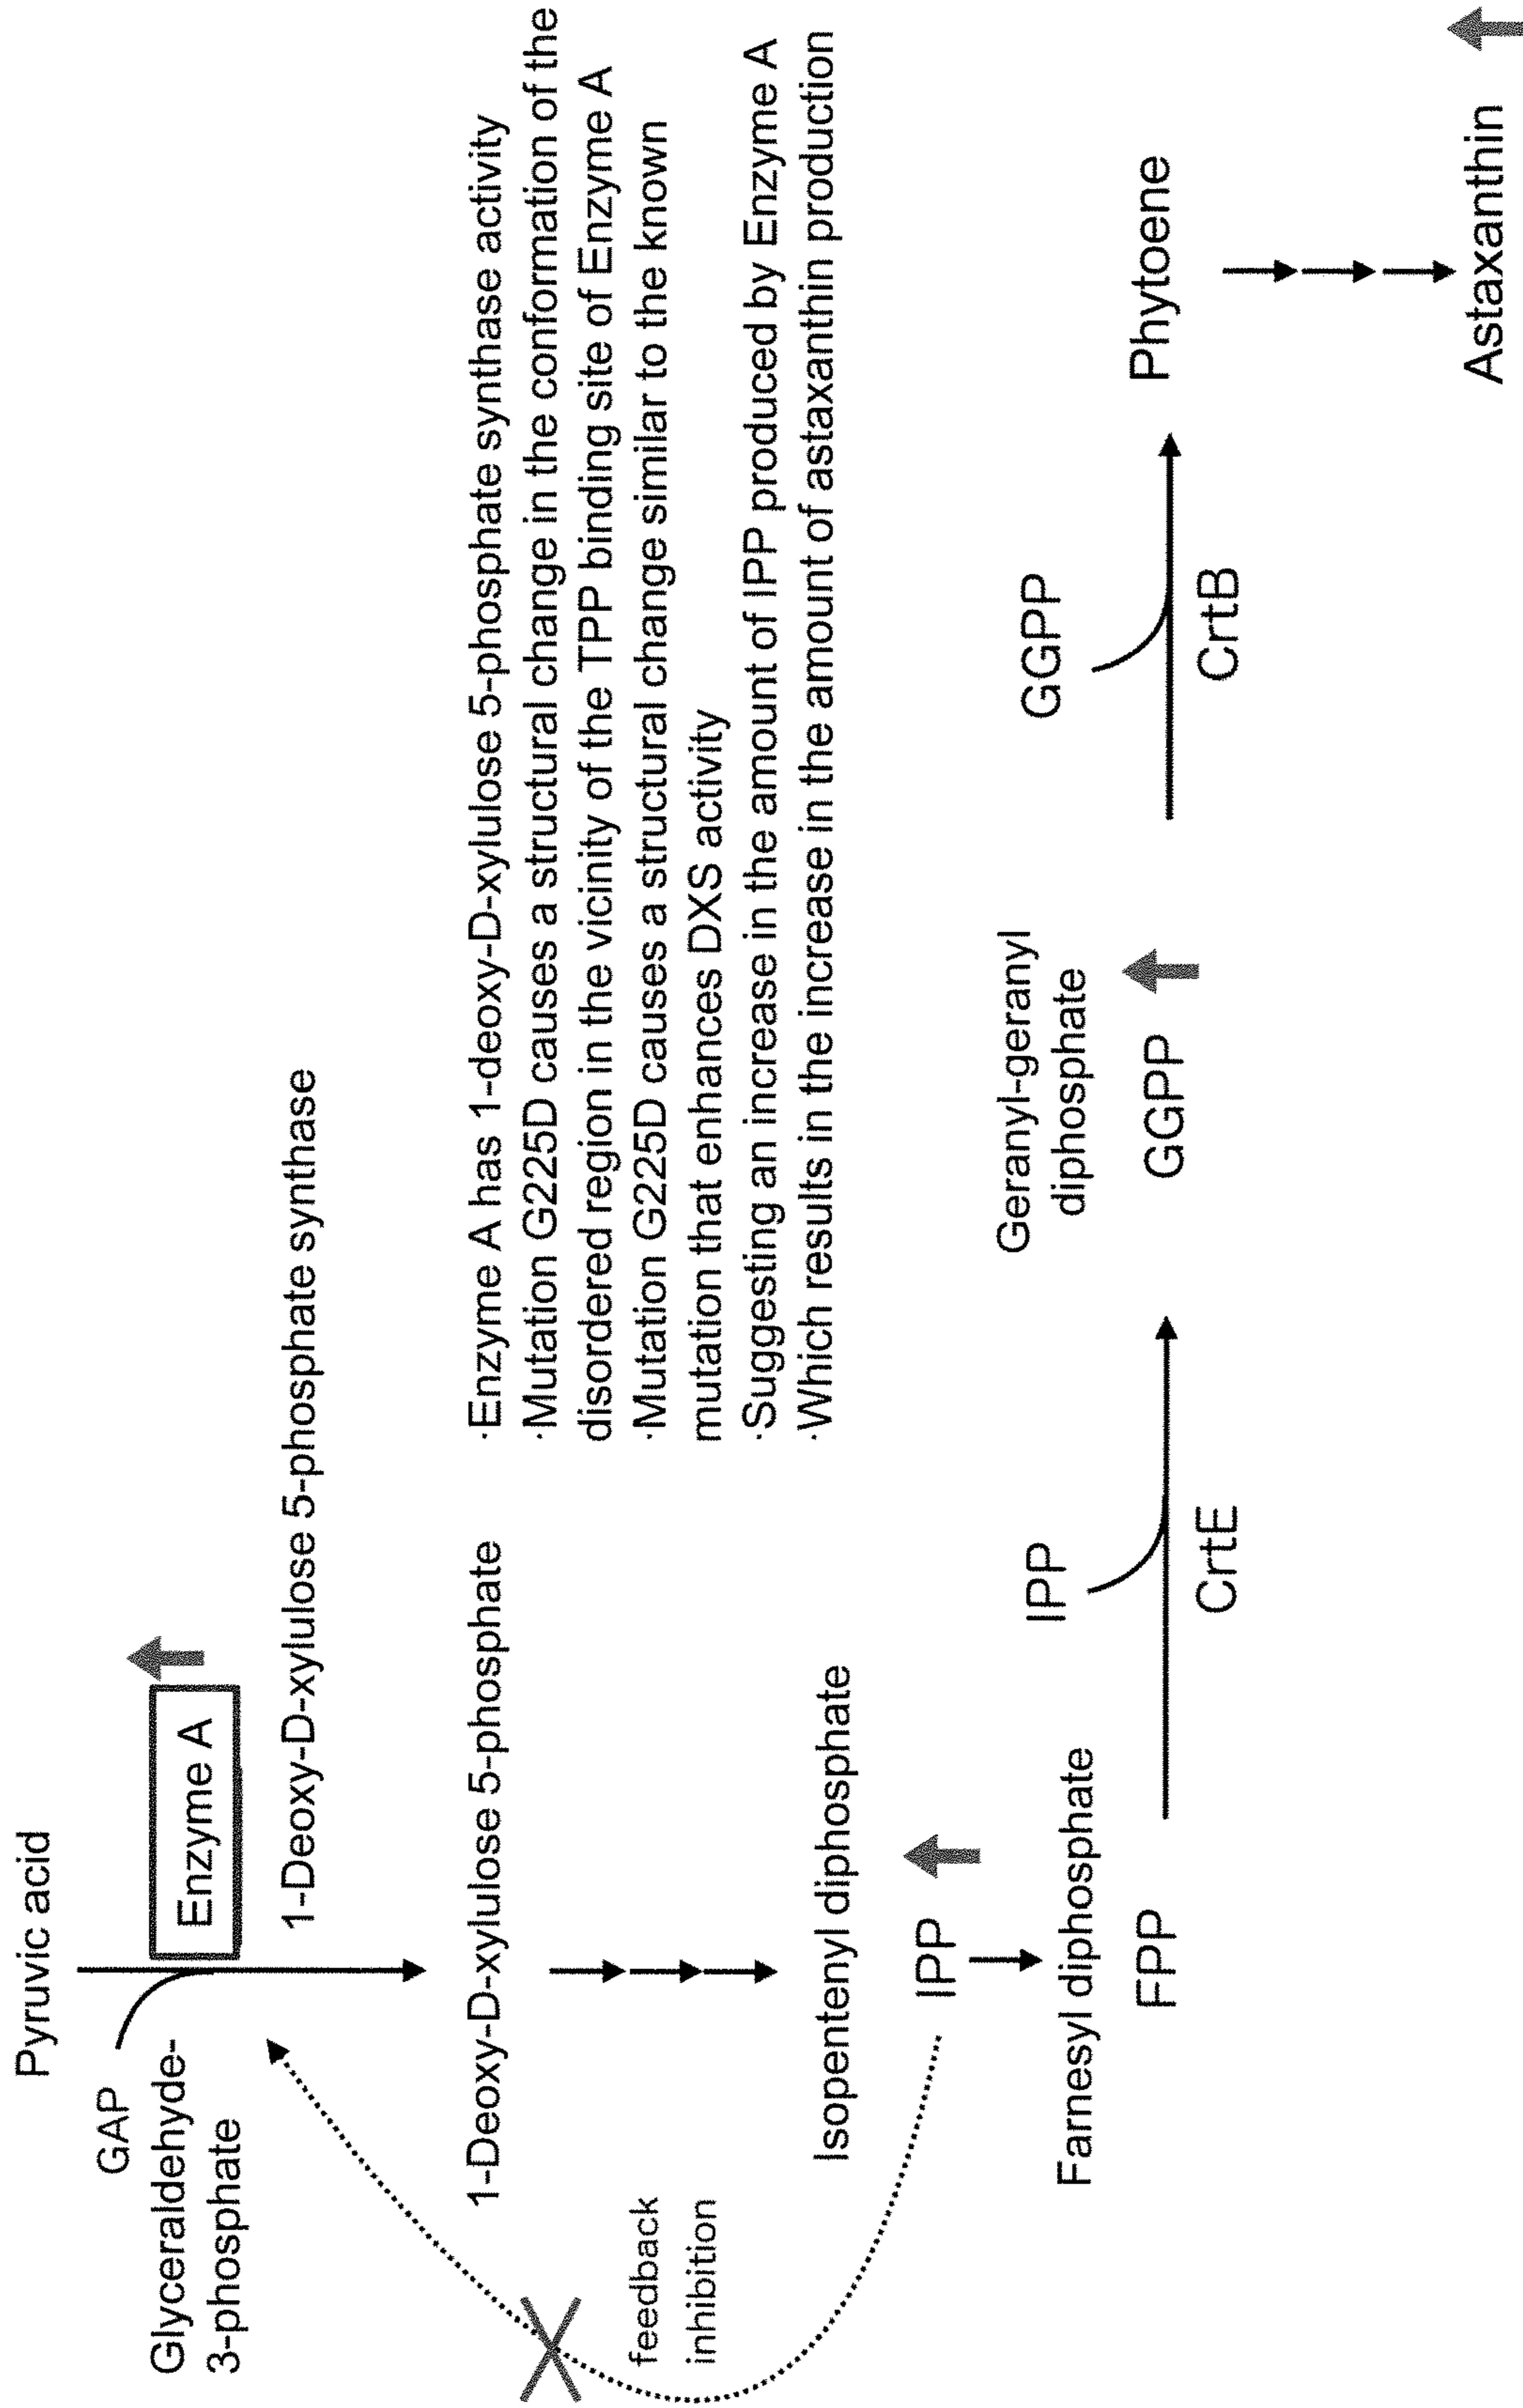 Pyruvic acid
GAP
Glyceraldehyde-
3-phosphate
Enzyme A
1-Deoxy-D-xylulose 5-phosphate synthase
1-Deoxy-D-xylulose 5-phosphate
feedback
inhibition
·Enzyme A has 1-deoxy-D-xylulose 5-phosphate synthase activity
·Mutation G225D causes a structural change in the conformation of the
disordered region in the vicinity of the TPP binding site of Enzyme A
·Mutation G225D causes a structural change similar to the known
mutation that enhances DXS activity
·Suggesting an increase in the amount of IPP produced by Enzyme A
·Which results in the increase in the amount of astaxanthin production
Isopentenyl diphosphate
IPP
Farnesyl diphosphate
FPP
IPP
CrtE
Geranyl-geranyl
diphosphate
GGPP
GGPP
CrtB
Phytoene
Astaxanthin